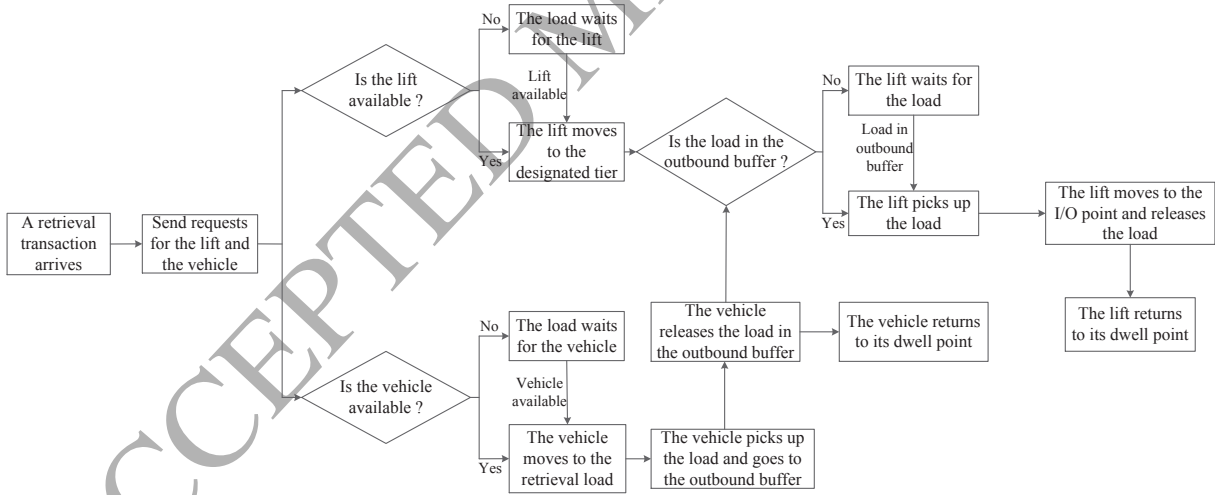 A retrieval
transaction
arrives
Send requests
for the lift and
the vehicle
Is the lift
available ?
No
The load waits
for the lift
Lift
available
Yes
The lift moves
to the
designated tier
Is the load in the
outbound buffer ?
No
The lift waits for
the load
Load in
outbound
buffer
Yes
The lift picks up
the load
The lift moves to the
I/O point and releases
the load
The lift returns
to its dwell point
Is the vehicle
available ?
No
The load waits
for the vehicle
Vehicle
available
Yes
The vehicle
moves to the
retrieval load
The vehicle picks up
the load and goes to
the outbound buffer
The vehicle
releases the load in
the outbound buffer
The vehicle returns
to its dwell point
CCEPTED M